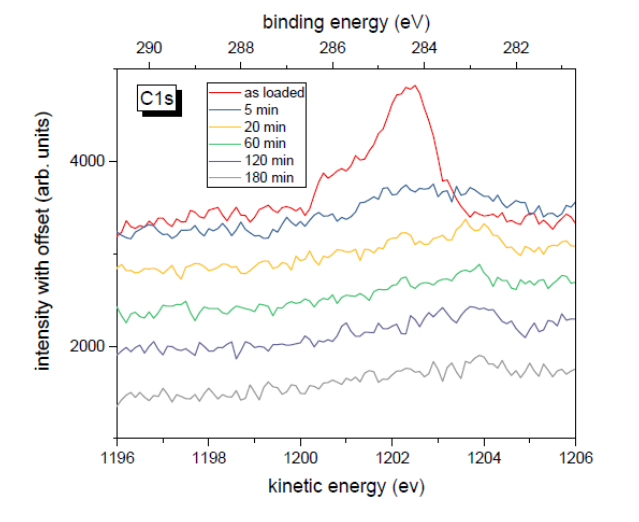 binding energy (eV)
290 288 286 284 282
C1s
as loaded
5 min
20 min
60 min
120 min
180 min
intensity with offset (arb. units)
4000
2000
1196 1198 1200 1202 1204 1206
kinetic energy (ev)